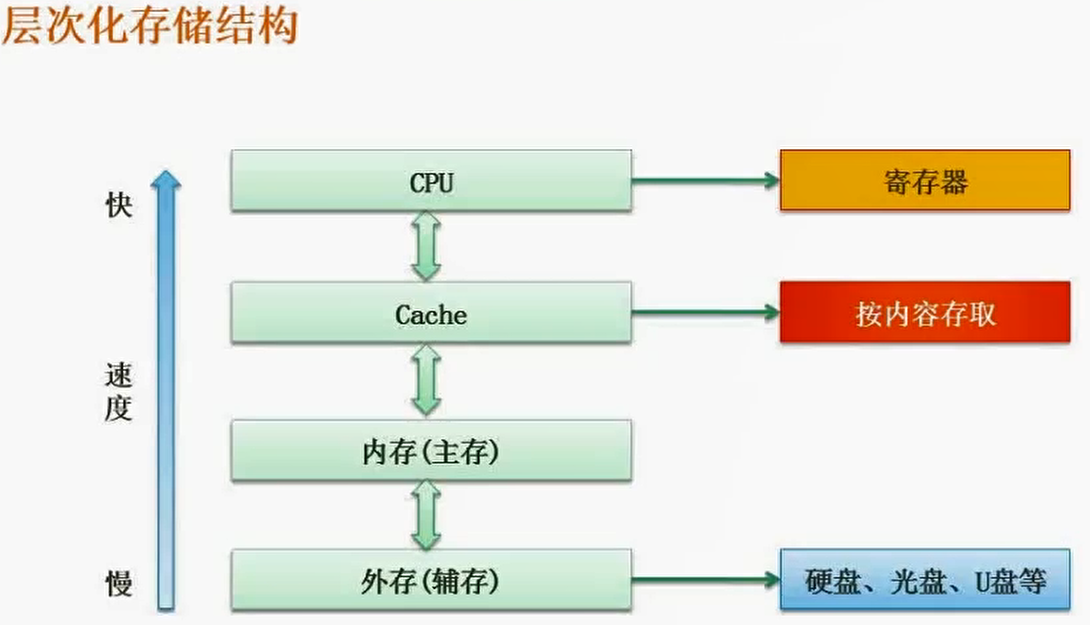 层次化存储结构
快
速度
慢
CPU
寄存器
Cache
按内容存取
内存(主存)
外存(辅存)
硬盘、光盘、U盘等